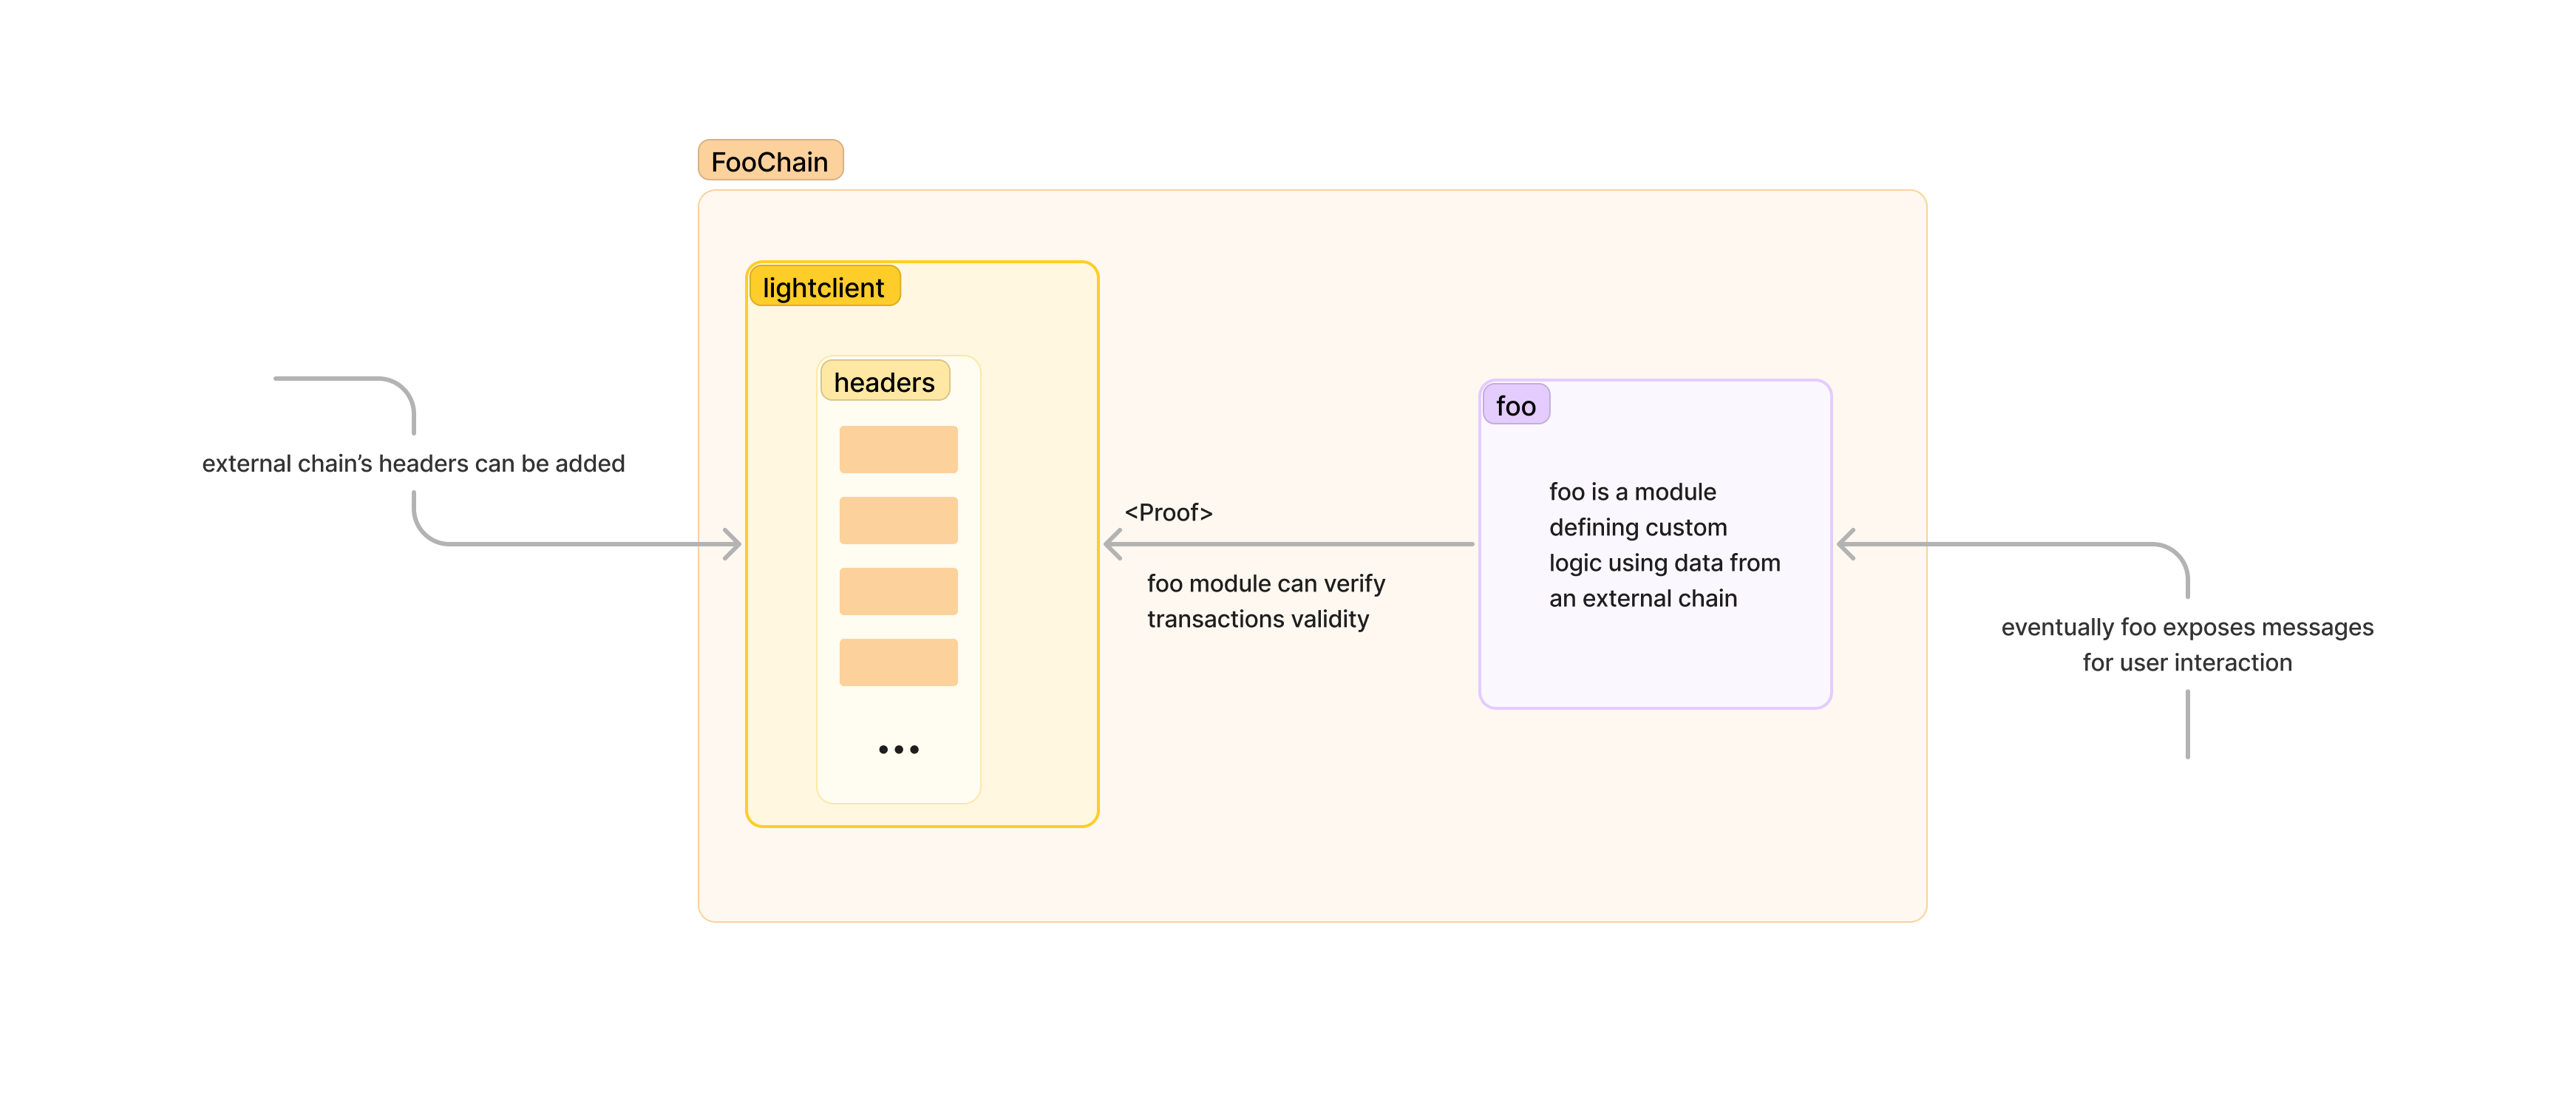 FooChain
lightclient
headers
external chain’s headers can be added
<Proof>
foo module can verify
transactions validity
foo
foo is a module
defining custom
logic using data from
an external chain
eventually foo exposes messages
for user interaction